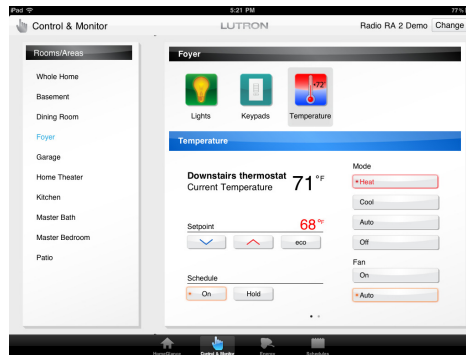 iPad 5:21 PM 77%
Control & Monitor LUTRON Radio RA 2 Demo Change
Rooms/Areas
Whole Home
Basement
Dining Room
Foyer
Garage
Home Theater
Kitchen
Master Bath
Master Bedroom
Patio
Foyer
72°
Lights Keypads Temperature
Temperature
Downstairs thermostat
Current Temperature
71°F
Setpoint 68°F
eco
Schedule
On Hold
Mode
Heat
Cool
Auto
Off
Fan
On
Auto
HomeGlance Control & Monitor Energy Schedules